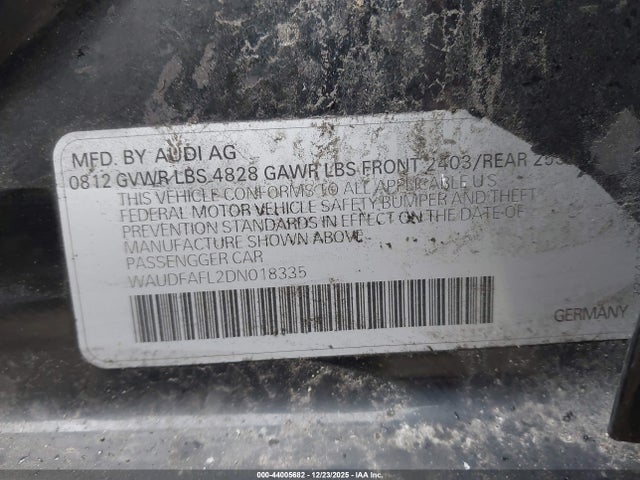 MFD. BY AUDI AG
0812 GVWR LBS 4828 GAWR LBS FRONT 2403/REAR
THIS VEHICLE CONFORMS TO ALL APPLICABLE U S
FEDERAL MOTOR VEHICLE SAFETY BUMPER AND THEFT
PREVENTION STANDARDS IN EFFECT ON THE DATE OF
MANUFACTURE SHOWN ABOVE
PASSENGGER CAR
WAUDFAFL2DN018335
GERMANY
000-44005682 - 12/23/2025 - IAAI.COM